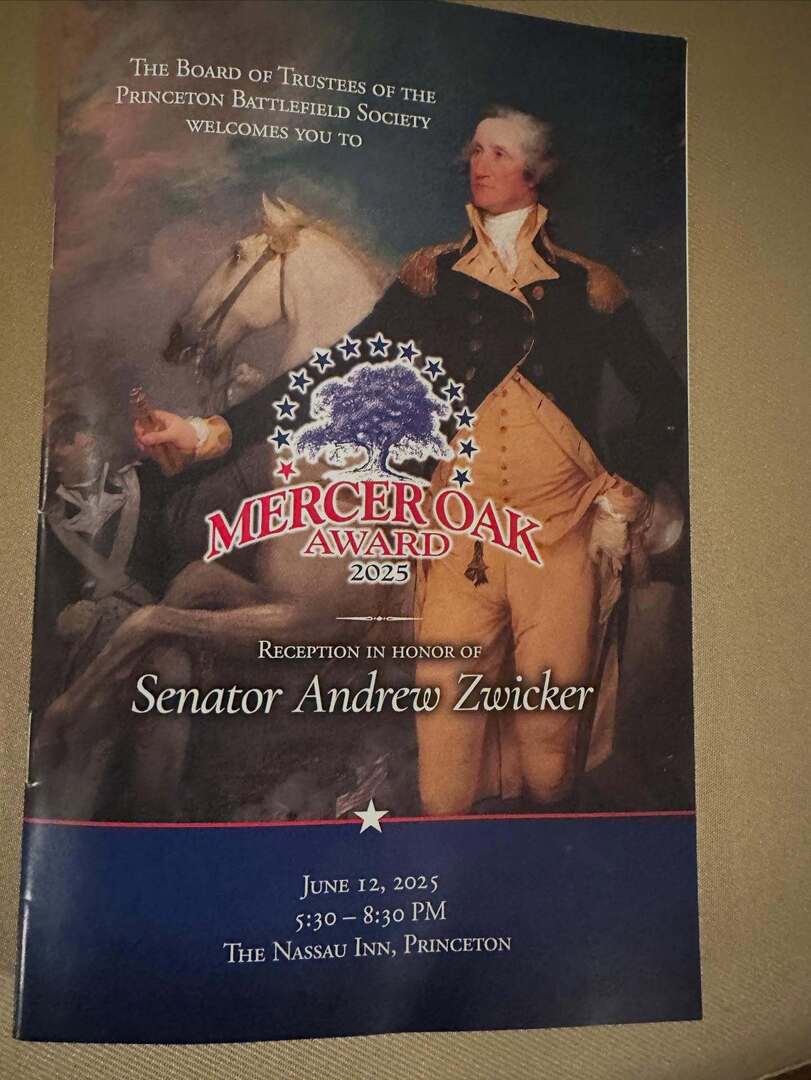 The Board of Trustees of the
Princeton Battlefield Society
welcomes you to
MERCER OAK
AWARD
2025
Reception in honor of
Senator Andrew Zwicker
June 12, 2025
5:30 – 8:30 PM
The Nassau Inn, Princeton